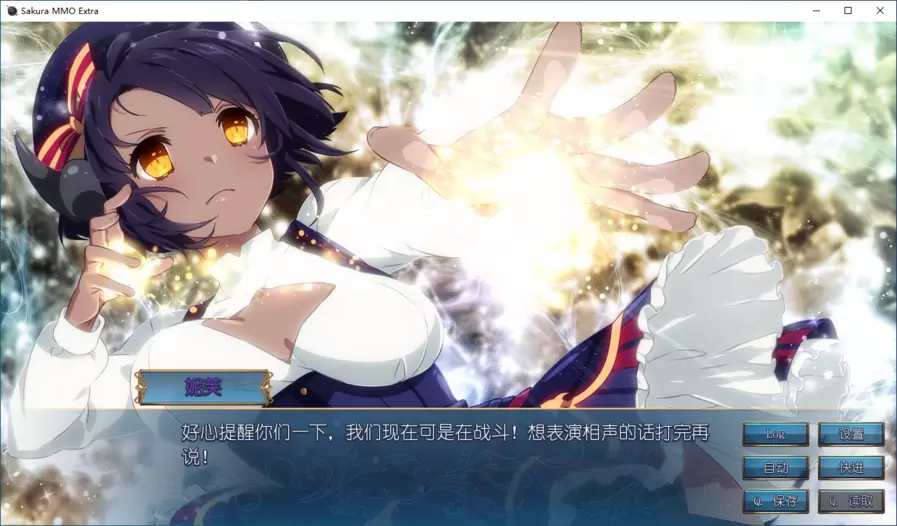 Sakura MMO Extra
妮芙
好心提醒你们一下，我们现在可是在战斗！想表演相声的话打完再
说！
Log
设置
自动
快进
Q. 保存
Q. 读取